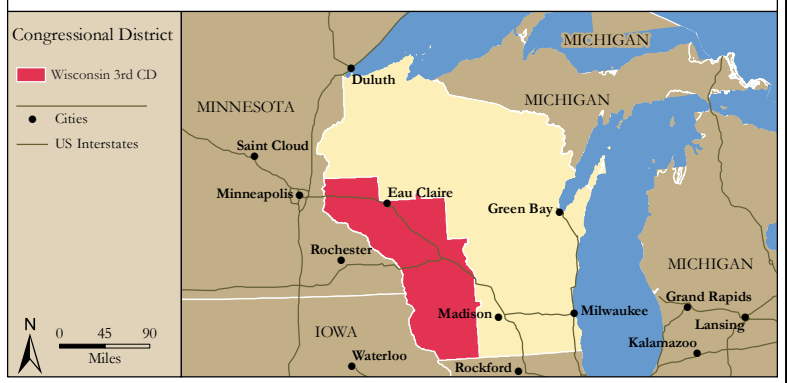 Congressional District
Wisconsin 3rd CD
Cities
US Interstates
N
0 45 90
Miles
MICHIGAN
Duluth
MINNESOTA
MICHIGAN
Saint Cloud
Minneapolis
Eau Claire
Green Bay
Rochester
MICHIGAN
Grand Rapids
Madison
Milwaukee
Lansing
IOWA
Kalamazoo
Waterloo
Rockford